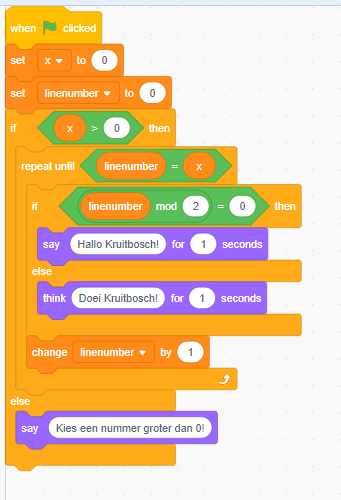 when clicked
set x to 0
set linenumber to 0
if x > 0 then
repeat until linenumber = x
if linenumber mod 2 = 0 then
say Hallo Kruitbosch! for 1 seconds
else
think Doei Kruitbosch! for 1 seconds
change linenumber by 1
else
say Kies een nummer groter dan 0!